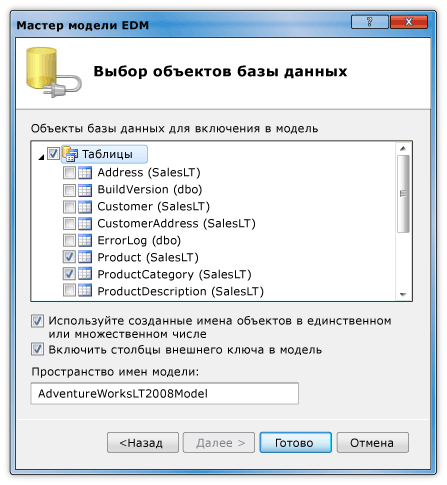 Мастер модели EDM
Выбор объектов базы данных
Объекты базы данных для включения в модель
Таблицы
Address (SalesLT)
BuildVersion (dbo)
Customer (SalesLT)
CustomerAddress (SalesLT)
ErrorLog (dbo)
Product (SalesLT)
ProductCategory (SalesLT)
ProductDescription (SalesLT)
Используйте созданные имена объектов в единственном
или множественном числе
Включить столбцы внешнего ключа в модель
Пространство имен модели:
AdventureWorksLT2008Model
<Назад Далее > Готово Отмена